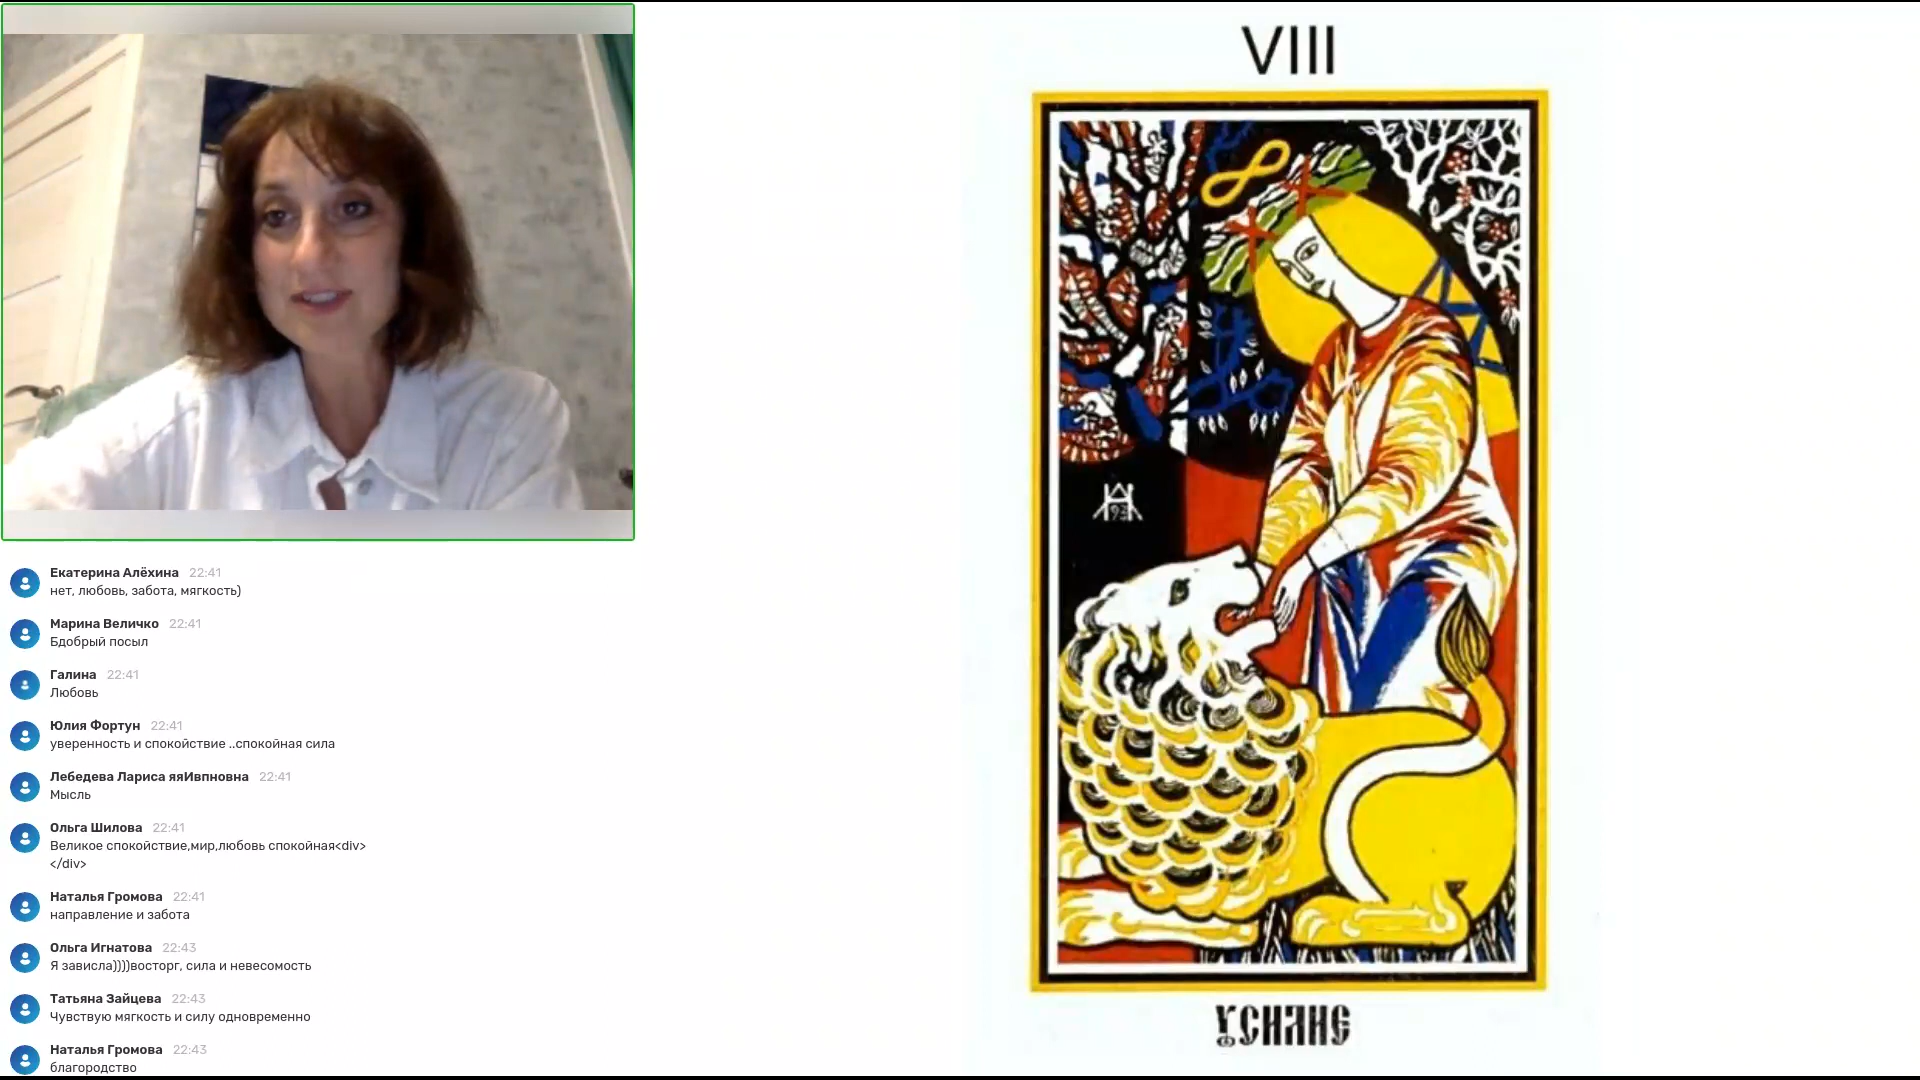 Екатерина Алёхина 22:41
нет, любовь, забота, мягкость)
Марина Величко 22:41
Бдобрый посыл
Галина 22:41
Любовь
Юлия Фортун 22:41
уверенность и спокойствие ..спокойная сила
Лебедева Лариса яяИвпновна 22:41
Мысль
Ольга Шилова 22:41
Великое спокойствие,мир,любовь спокойная<div>
</div>
Наталья Громова 22:41
направление и забота
Ольга Игнатова 22:43
Я зависла))))восторг, сила и невесомость
Татьяна Зайцева 22:43
Чувствую мягкость и силу одновременно
Наталья Громова 22:43
благородство
VIII
УСИЛИЕ